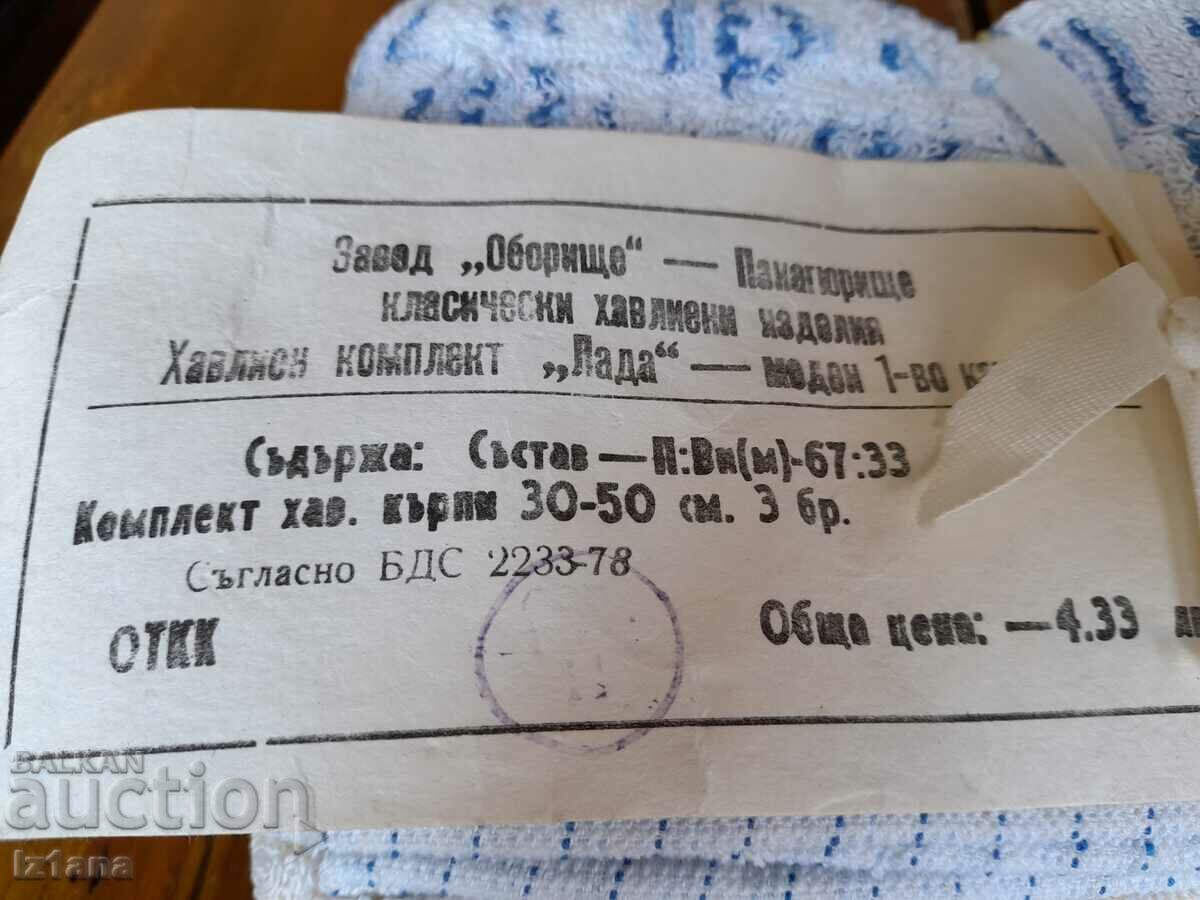 Завод „Оборище“ — Панагюрище
класически хавлиени изделия
Хавлиен комплект „Лада“ — моден 1-во
Съдържа: Състав — П:Вн(м)-67:33
Комплект хав. кърпи 30-50 см. 3 бр.
Съгласно БДС 2233-78
ОТКК
Обща цена: — 4.33
BALKAN
auction
Iz1ana